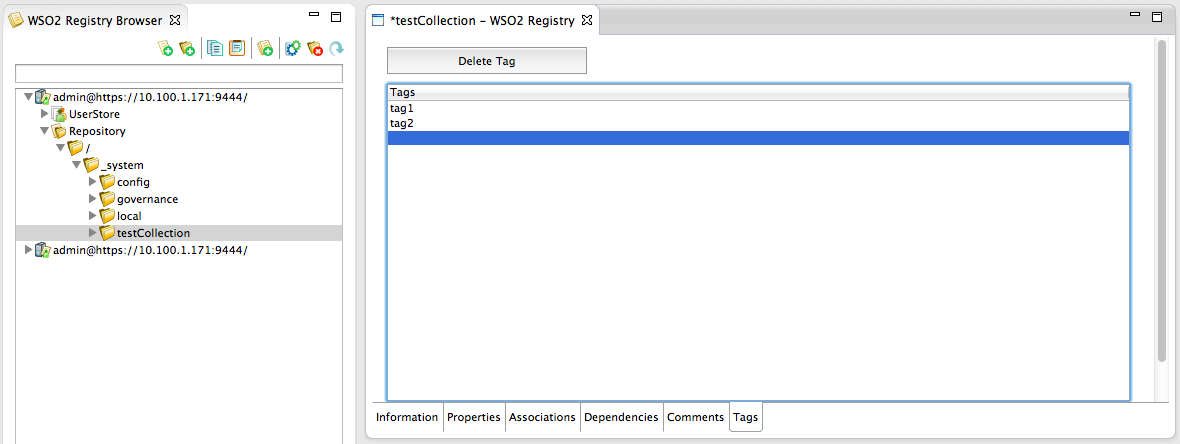 WSO2 Registry Browser
admin@https://10.100.1.171:9444/
UserStore
Repository
/
_system
config
governance
local
testCollection
admin@https://10.100.1.171:9444/
*testCollection – WSO2 Registry
Delete Tag
Tags
tag1
tag2
Information Properties Associations Dependencies Comments Tags